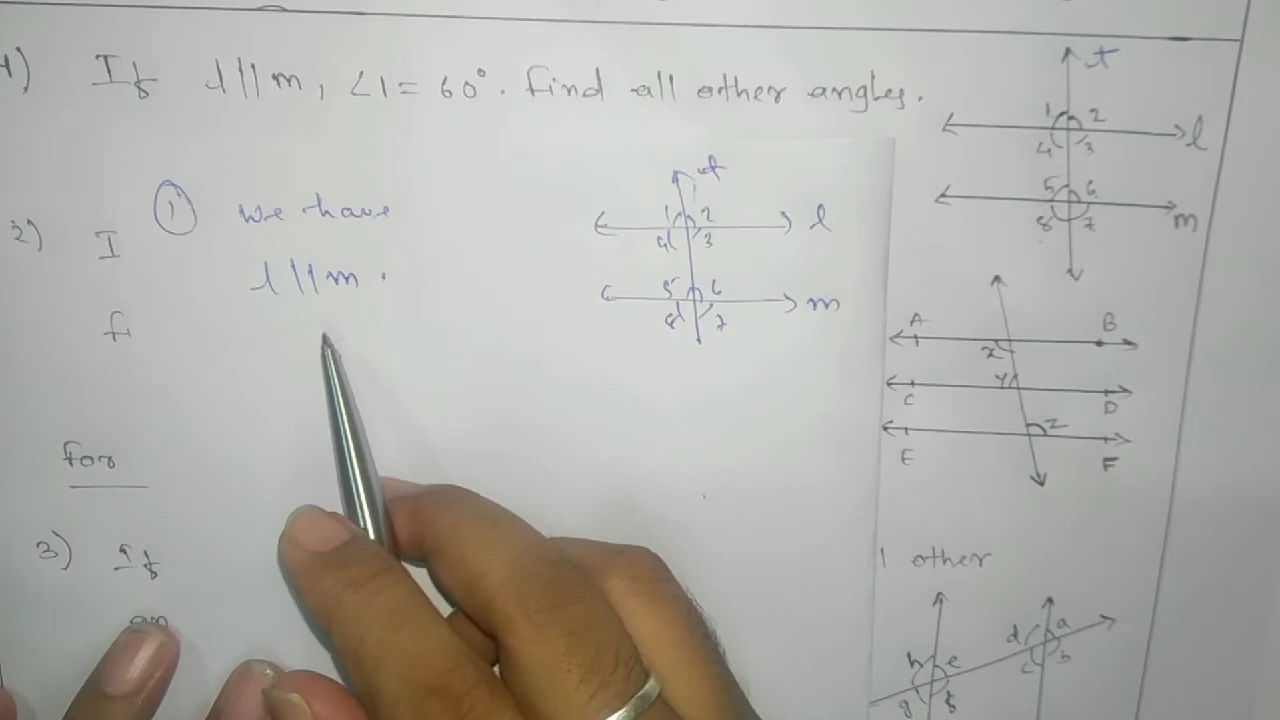 1) If l||m, ∠1 = 60°. find all other angles.
t
1 2
l
4 3
5 6
m
8 7
① We have
l||m.
t
1 2
l
4 3
5 6
m
8 7
2) I
fi
A B
x
y
C D
z
E F
for
3) If
an
l other
d a
c b
h e
g f